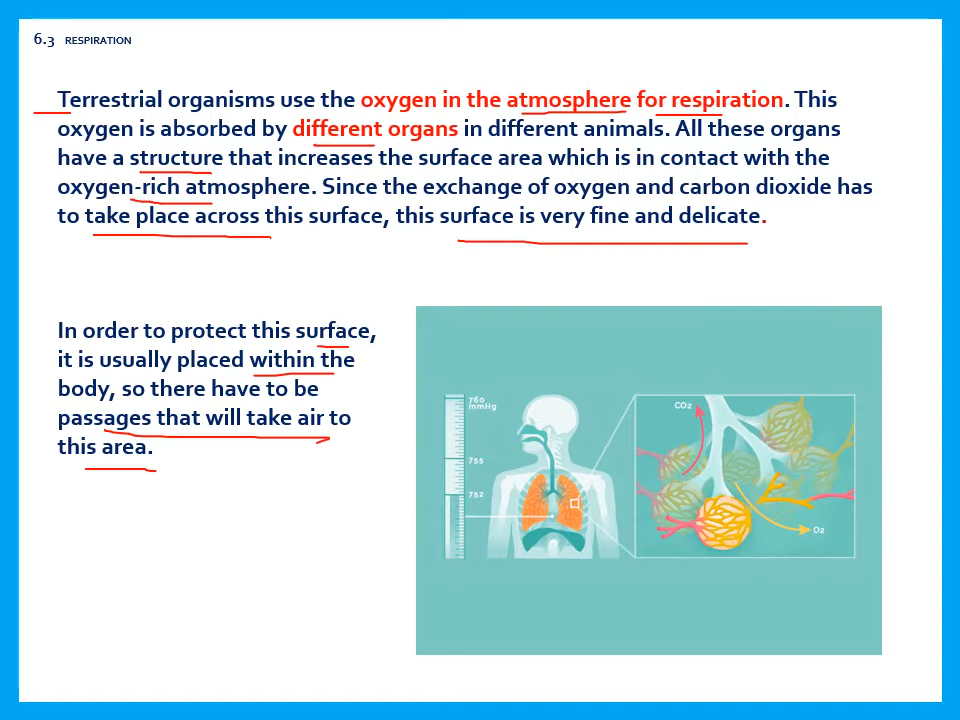 6.3 RESPIRATION
Terrestrial organisms use the oxygen in the atmosphere for respiration. This
oxygen is absorbed by different organs in different animals. All these organs
have a structure that increases the surface area which is in contact with the
oxygen-rich atmosphere. Since the exchange of oxygen and carbon dioxide has
to take place across this surface, this surface is very fine and delicate.
In order to protect this surface,
it is usually placed within the
body, so there have to be
passages that will take air to
this area.
760
mmHg
755
752
CO2
O2